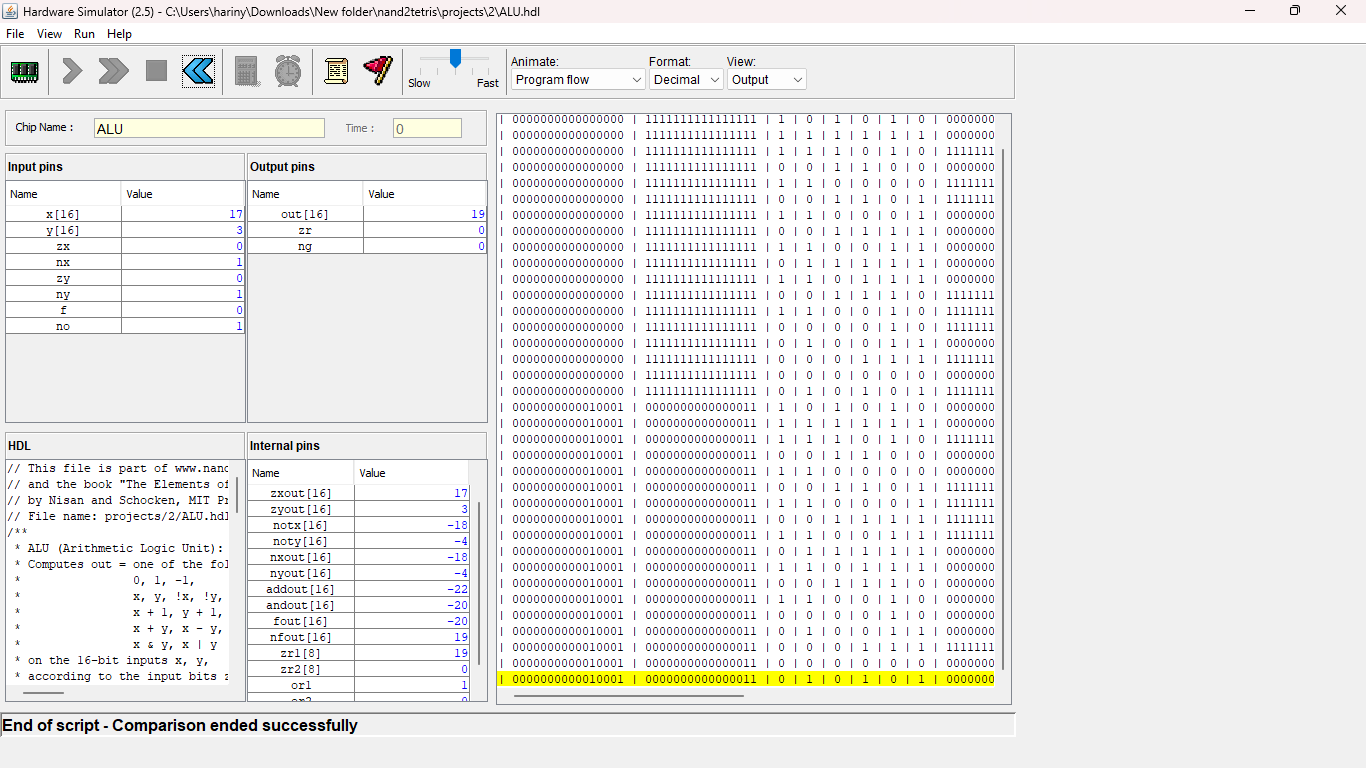 Hardware Simulator (2.5) - C:\Users\hariny\Downloads\New folder\nand2tetris\projects\2\ALU.hdl
File View Run Help
Slow Fast
Animate: Format: View:
Program flow Decimal Output
Chip Name : ALU Time : 0
Input pins
Name Value
x[16] 17
y[16] 3
zx 0
nx 1
zy 0
ny 1
f 0
no 1
Output pins
Name Value
out[16] 19
zr 0
ng 0
HDL
// This file is part of www.nand
// and the book "The Elements of
// by Nisan and Schocken, MIT Pr
// File name: projects/2/ALU.hdl
/**
* ALU (Arithmetic Logic Unit):
* Computes out = one of the fol
* 0, 1, -1,
* x, y, !x, !y,
* x + 1, y + 1,
* x + y, x - y,
* x & y, x | y
* on the 16-bit inputs x, y,
* according to the input bits z
Internal pins
Name Value
zxout[16] 17
zyout[16] 3
notx[16] -18
noty[16] -4
nxout[16] -18
nyout[16] -4
addout[16] -22
andout[16] -20
fout[16] -20
nfout[16] 19
zr1[8] 19
zr2[8] 0
or1 1
or2 0
| 0000000000000000 | 1111111111111111 | 1 | 0 | 1 | 0 | 1 | 0 | 0000000
| 0000000000000000 | 1111111111111111 | 1 | 1 | 1 | 1 | 1 | 1 | 0000000
| 0000000000000000 | 1111111111111111 | 1 | 1 | 1 | 0 | 1 | 0 | 1111111
| 0000000000000000 | 1111111111111111 | 0 | 0 | 1 | 1 | 0 | 0 | 0000000
| 0000000000000000 | 1111111111111111 | 1 | 1 | 0 | 0 | 0 | 0 | 1111111
| 0000000000000000 | 1111111111111111 | 0 | 0 | 1 | 1 | 0 | 1 | 1111111
| 0000000000000000 | 1111111111111111 | 1 | 1 | 0 | 0 | 0 | 1 | 0000000
| 0000000000000000 | 1111111111111111 | 0 | 0 | 1 | 1 | 1 | 1 | 0000000
| 0000000000000000 | 1111111111111111 | 1 | 1 | 0 | 0 | 1 | 1 | 0000000
| 0000000000000000 | 1111111111111111 | 0 | 1 | 1 | 1 | 1 | 1 | 0000000
| 0000000000000000 | 1111111111111111 | 1 | 1 | 0 | 1 | 1 | 1 | 0000000
| 0000000000000000 | 1111111111111111 | 0 | 0 | 1 | 1 | 1 | 0 | 1111111
| 0000000000000000 | 1111111111111111 | 1 | 1 | 0 | 0 | 1 | 0 | 1111111
| 0000000000000000 | 1111111111111111 | 0 | 0 | 0 | 0 | 1 | 0 | 1111111
| 0000000000000000 | 1111111111111111 | 0 | 1 | 0 | 0 | 1 | 1 | 0000000
| 0000000000000000 | 1111111111111111 | 0 | 0 | 0 | 1 | 1 | 1 | 1111111
| 0000000000000000 | 1111111111111111 | 0 | 0 | 0 | 0 | 0 | 0 | 0000000
| 0000000000000000 | 1111111111111111 | 0 | 1 | 0 | 1 | 0 | 1 | 1111111
| 0000000000010001 | 0000000000000011 | 1 | 0 | 1 | 0 | 1 | 0 | 0000000
| 0000000000010001 | 0000000000000011 | 1 | 1 | 1 | 1 | 1 | 1 | 0000000
| 0000000000010001 | 0000000000000011 | 1 | 1 | 1 | 0 | 1 | 0 | 1111111
| 0000000000010001 | 0000000000000011 | 0 | 0 | 1 | 1 | 0 | 0 | 0000000
| 0000000000010001 | 0000000000000011 | 1 | 1 | 0 | 0 | 0 | 0 | 0000000
| 0000000000010001 | 0000000000000011 | 0 | 0 | 1 | 1 | 0 | 1 | 1111111
| 0000000000010001 | 0000000000000011 | 1 | 1 | 0 | 0 | 0 | 1 | 1111111
| 0000000000010001 | 0000000000000011 | 0 | 0 | 1 | 1 | 1 | 1 | 1111111
| 0000000000010001 | 0000000000000011 | 1 | 1 | 0 | 0 | 1 | 1 | 1111111
| 0000000000010001 | 0000000000000011 | 0 | 1 | 1 | 1 | 1 | 1 | 0000000
| 0000000000010001 | 0000000000000011 | 1 | 1 | 0 | 1 | 1 | 1 | 0000000
| 0000000000010001 | 0000000000000011 | 0 | 0 | 1 | 1 | 1 | 0 | 0000000
| 0000000000010001 | 0000000000000011 | 1 | 1 | 0 | 0 | 1 | 0 | 0000000
| 0000000000010001 | 0000000000000011 | 0 | 0 | 0 | 0 | 1 | 0 | 0000000
| 0000000000010001 | 0000000000000011 | 0 | 1 | 0 | 0 | 1 | 1 | 0000000
| 0000000000010001 | 0000000000000011 | 0 | 0 | 0 | 1 | 1 | 1 | 1111111
| 0000000000010001 | 0000000000000011 | 0 | 0 | 0 | 0 | 0 | 0 | 0000000
| 0000000000010001 | 0000000000000011 | 0 | 1 | 0 | 1 | 0 | 1 | 0000000
End of script - Comparison ended successfully